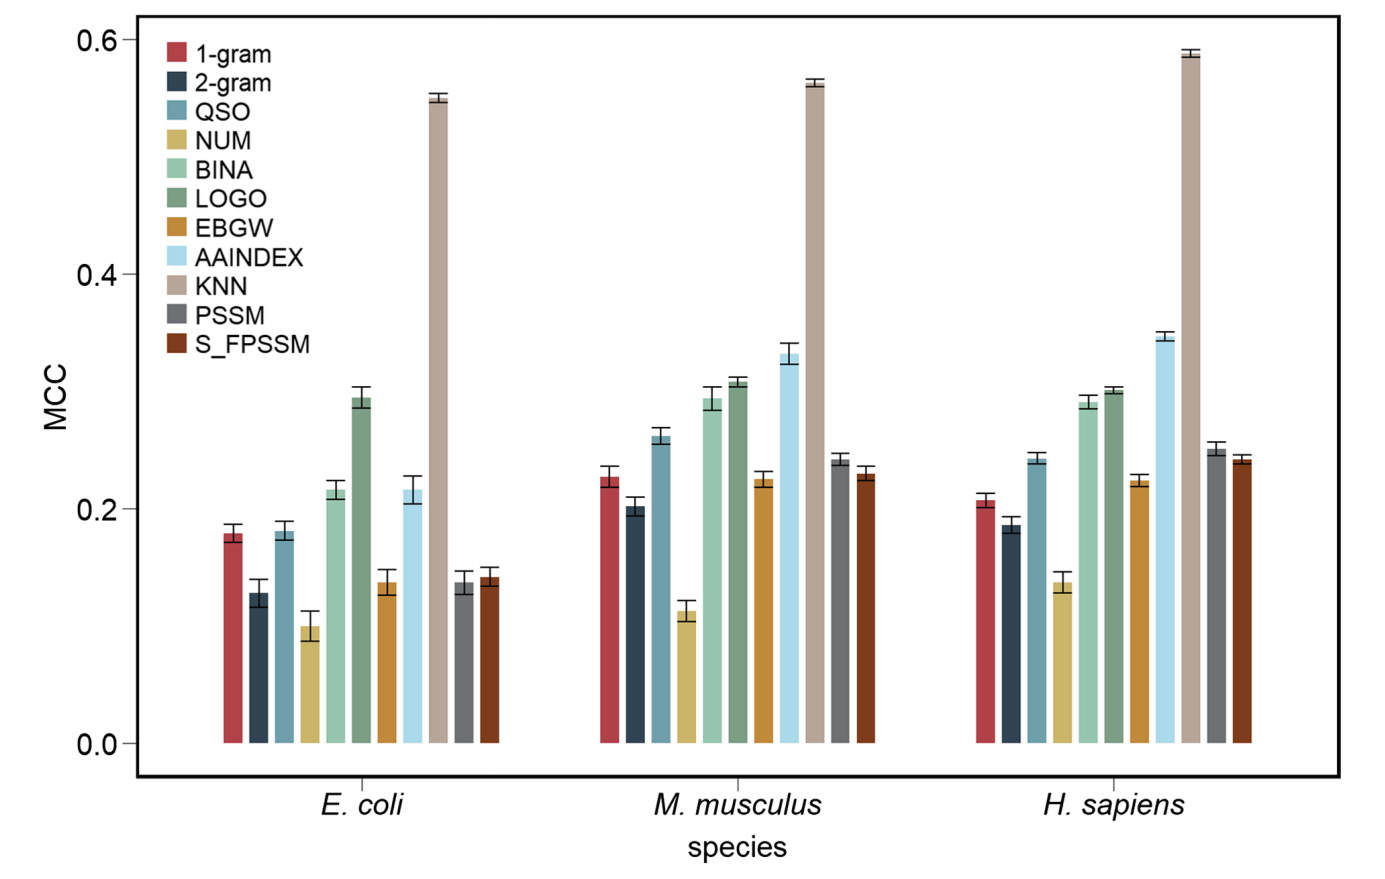 0.6
0.4
0.2
0.0
MCC
1-gram
2-gram
QSO
NUM
BINA
LOGO
EBGW
AAINDEX
KNN
PSSM
S_FPSSM
E. coli
M. musculus
H. sapiens
species